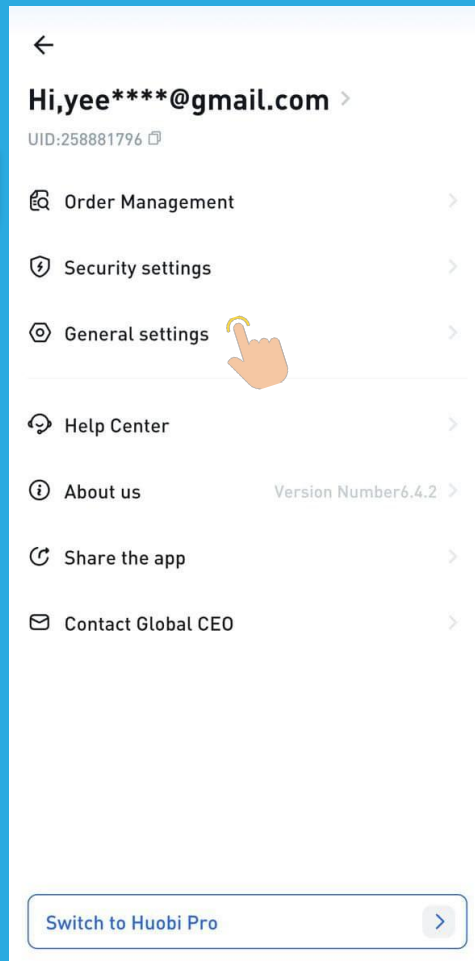 Hi,yee****@gmail.com
UID:258881796
Order Management
Security settings
General settings
Help Center
About us Version Number6.4.2
Share the app
Contact Global CEO
Switch to Huobi Pro